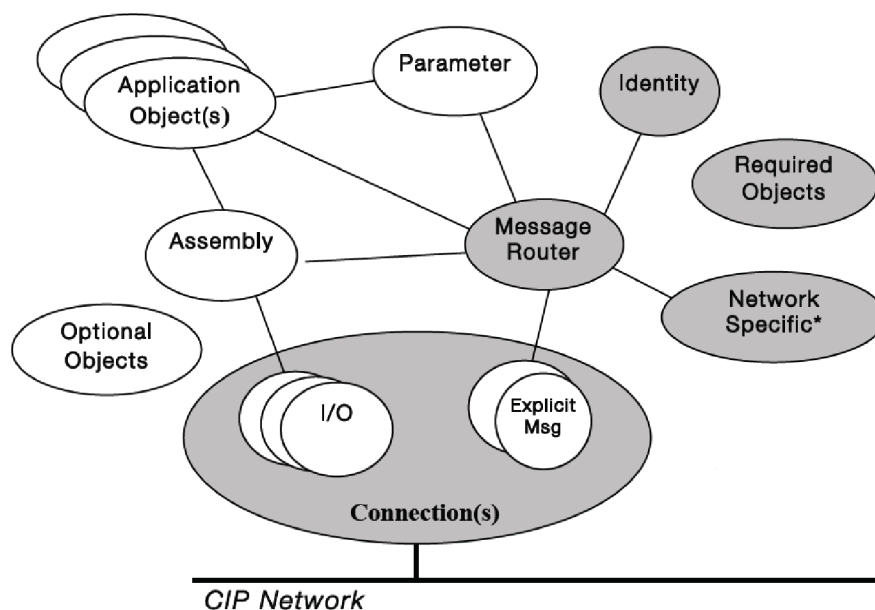 Application
Object(s)
Parameter
Identity
Required
Objects
Message
Router
Assembly
Network
Specific*
Optional
Objects
I/O
Explicit
Msg
Connection(s)
CIP Network